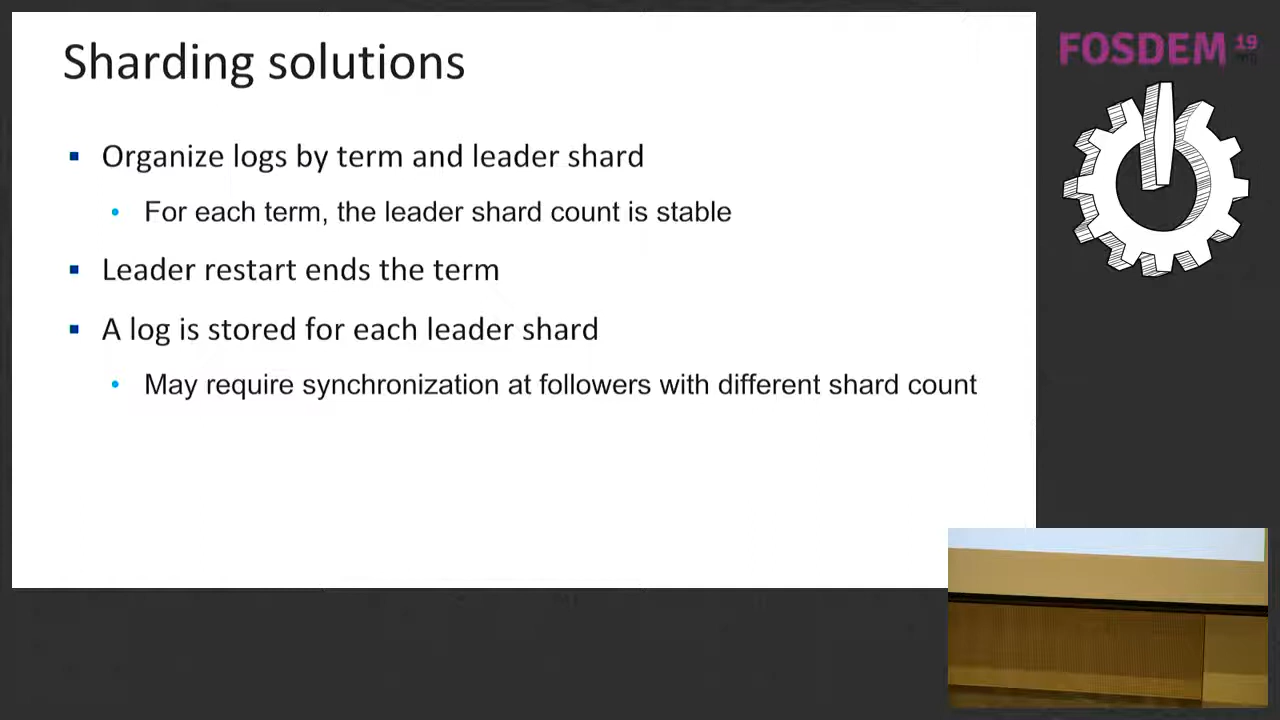 Sharding solutions
Organize logs by term and leader shard
For each term, the leader shard count is stable
Leader restart ends the term
A log is stored for each leader shard
May require synchronization at followers with different shard count
FOSDEM 19